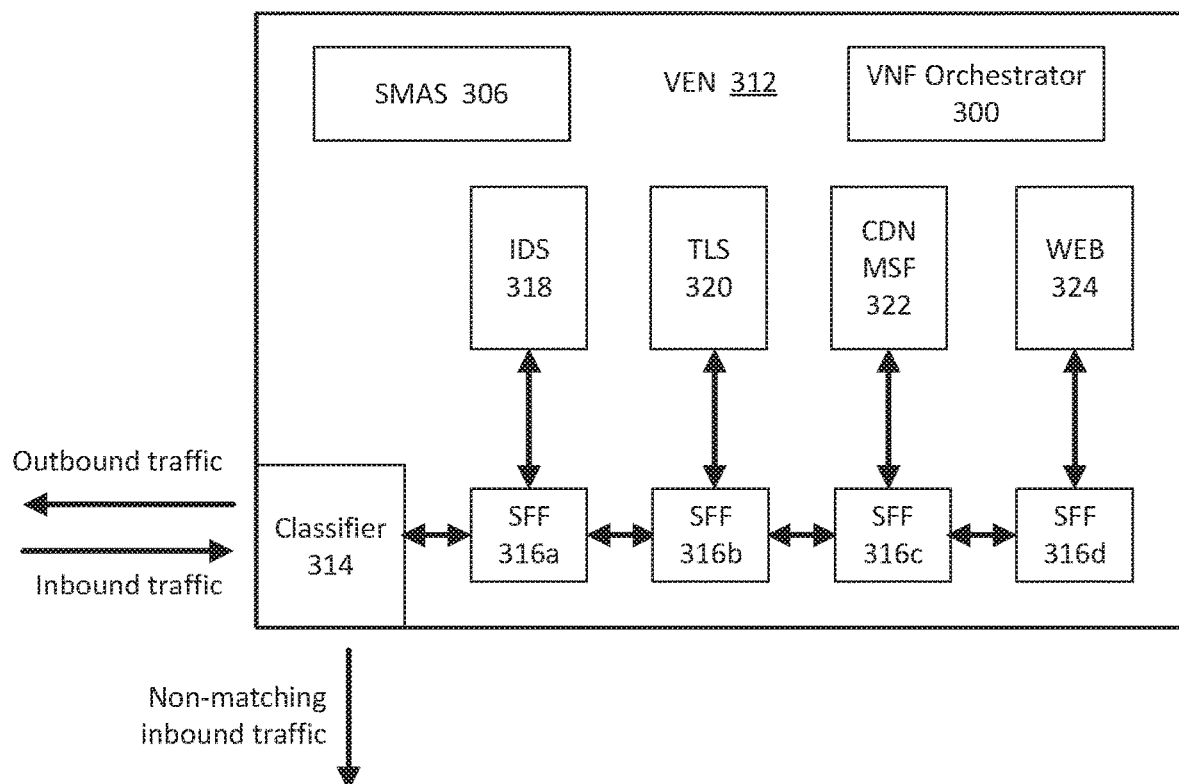 SMAS 306
VEN 312
VNF Orchestrator
300
IDS
318
TLS
320
CDN
MSF
322
WEB
324
Outbound traffic
Inbound traffic
Classifier
314
SFF
316a
SFF
316b
SFF
316c
SFF
316d
Non-matching
inbound traffic